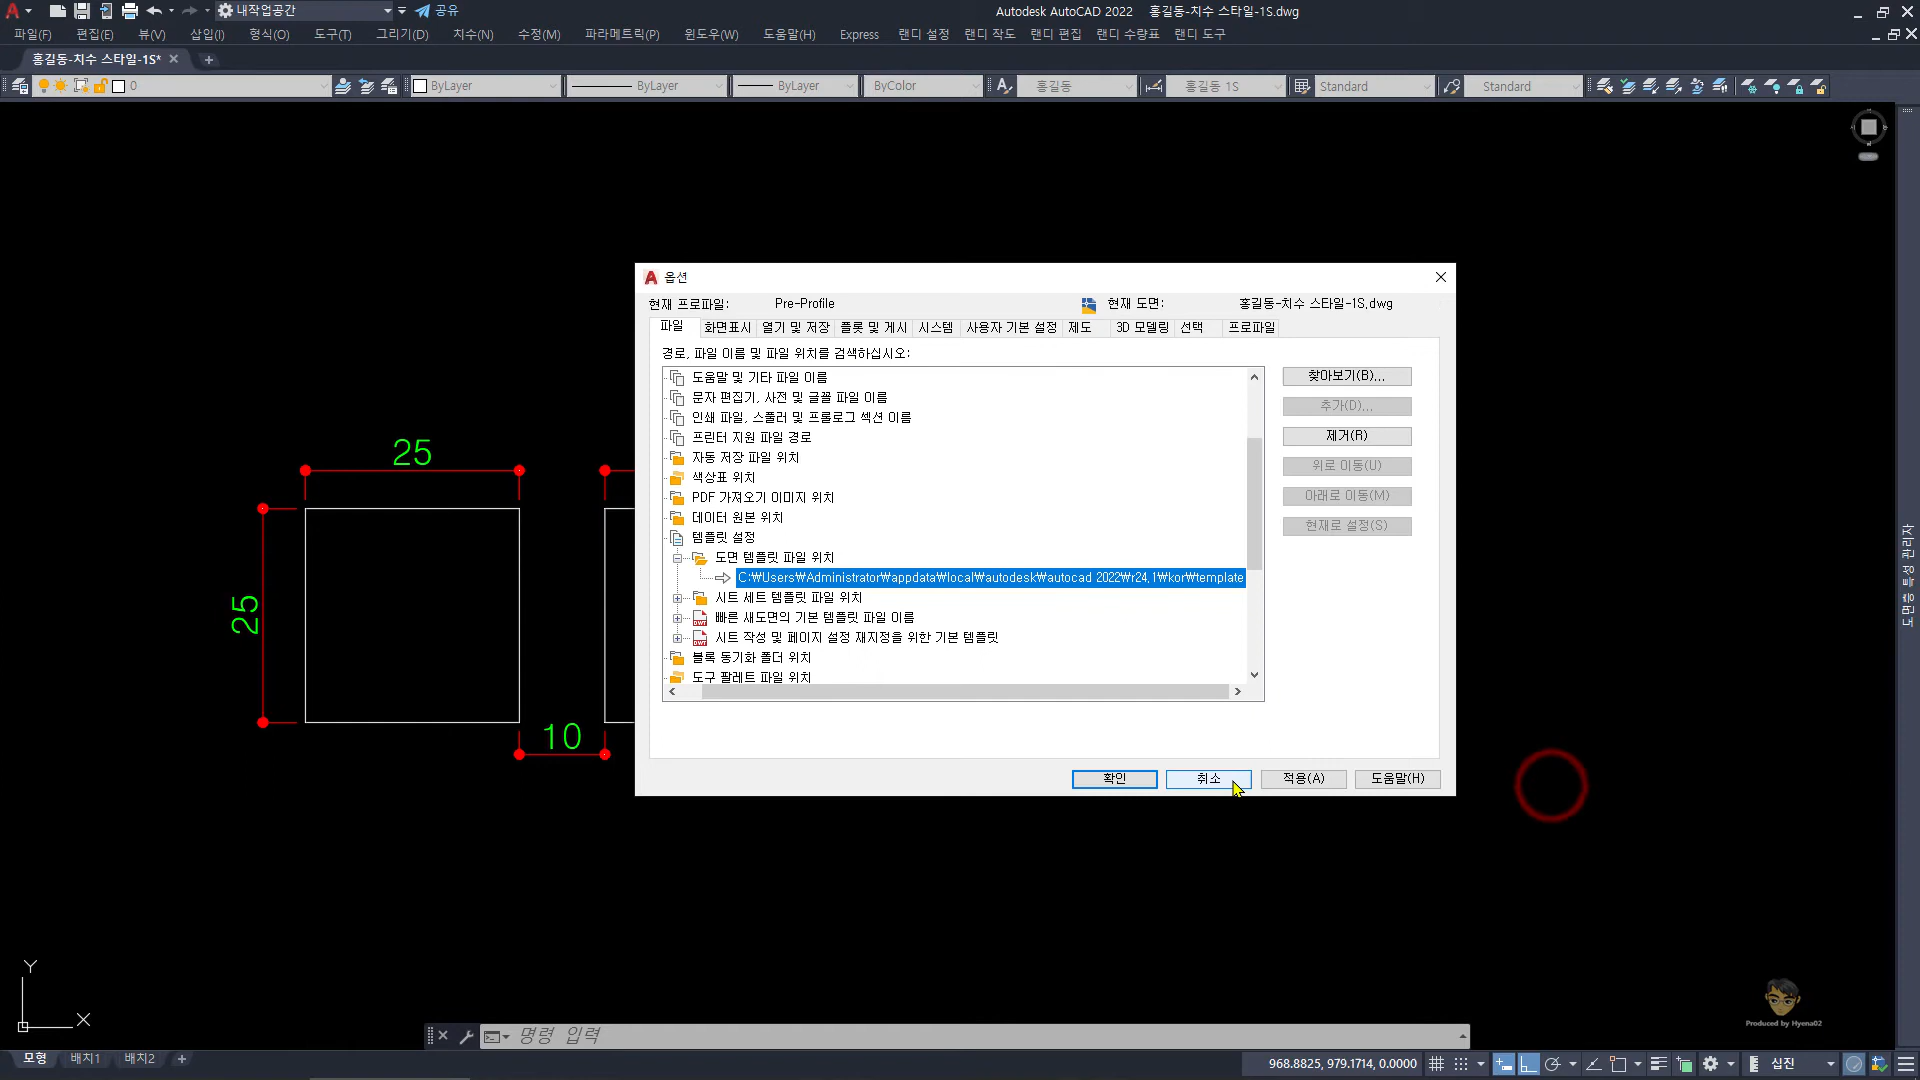 내작업공간
공유
Autodesk AutoCAD 2022 홍길동-치수 스타일-1S.dwg
파일(F) 편집(E) 뷰(V) 삽입(I) 형식(O) 도구(T) 그리기(D) 치수(N) 수정(M) 파라메트릭(P) 윈도우(W) 도움말(H) Express 랜디 설정 랜디 작도 랜디 편집 랜디 수량표 랜디 도구
홍길동-치수 스타일-1S*
0 ByLayer ByLayer ByLayer ByColor 홍길동 홍길동 1S Standard Standard
옵션
현재 프로파일: Pre-Profile 현재 도면: 홍길동-치수 스타일-1S.dwg
파일 화면표시 열기 및 저장 플롯 및 게시 시스템 사용자 기본 설정 제도 3D 모델링 선택 프로파일
경로, 파일 이름 및 파일 위치를 검색하십시오:
도움말 및 기타 파일 이름
문자 편집기, 사전 및 글꼴 파일 이름
인쇄 파일, 스풀러 및 프롤로그 섹션 이름
프린터 지원 파일 경로
자동 저장 파일 위치
색상표 위치
PDF 가져오기 이미지 위치
데이터 원본 위치
템플릿 설정
도면 템플릿 파일 위치
C:₩Users₩Administrator₩appdata₩local₩autodesk₩autocad 2022₩r24.1₩kor₩template
시트 세트 템플릿 파일 위치
빠른 새도면의 기본 템플릿 파일 이름
시트 작성 및 페이지 설정 재지정을 위한 기본 템플릿
블록 동기화 폴더 위치
도구 팔레트 파일 위치
찾아보기(B)...
추가(D)...
제거(R)
위로 이동(U)
아래로 이동(M)
현재로 설정(S)
확인 취소 적용(A) 도움말(H)
25
25
10
도면층 특성 관리자
Y
X
명령 입력
Produced by Hyena02
모형 배치1 배치2
968.8825, 979.1714, 0.0000
십진